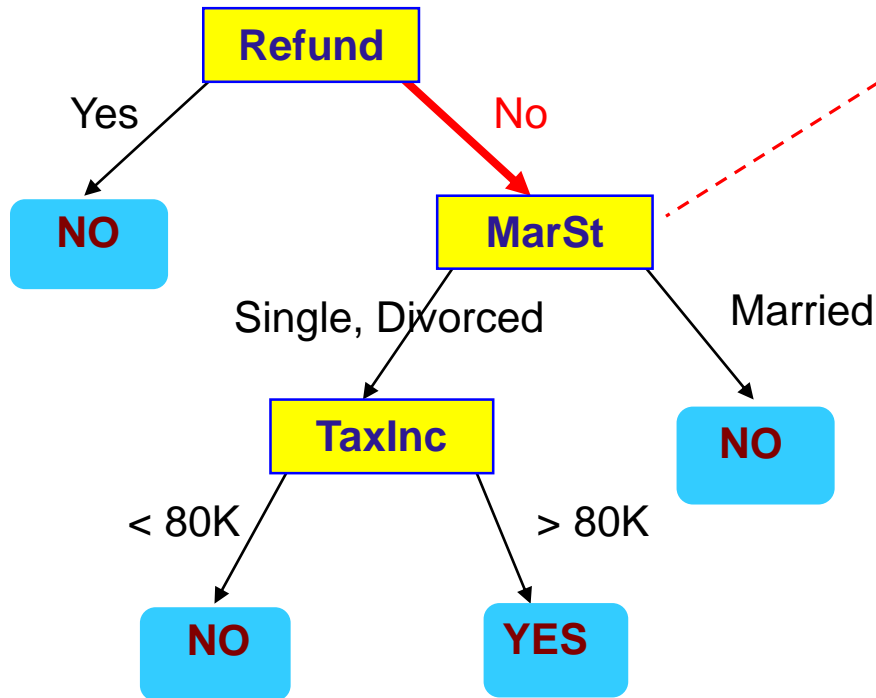 Refund
Yes
No
NO
MarSt
Single, Divorced
Married
TaxInc
NO
< 80K
> 80K
NO
YES